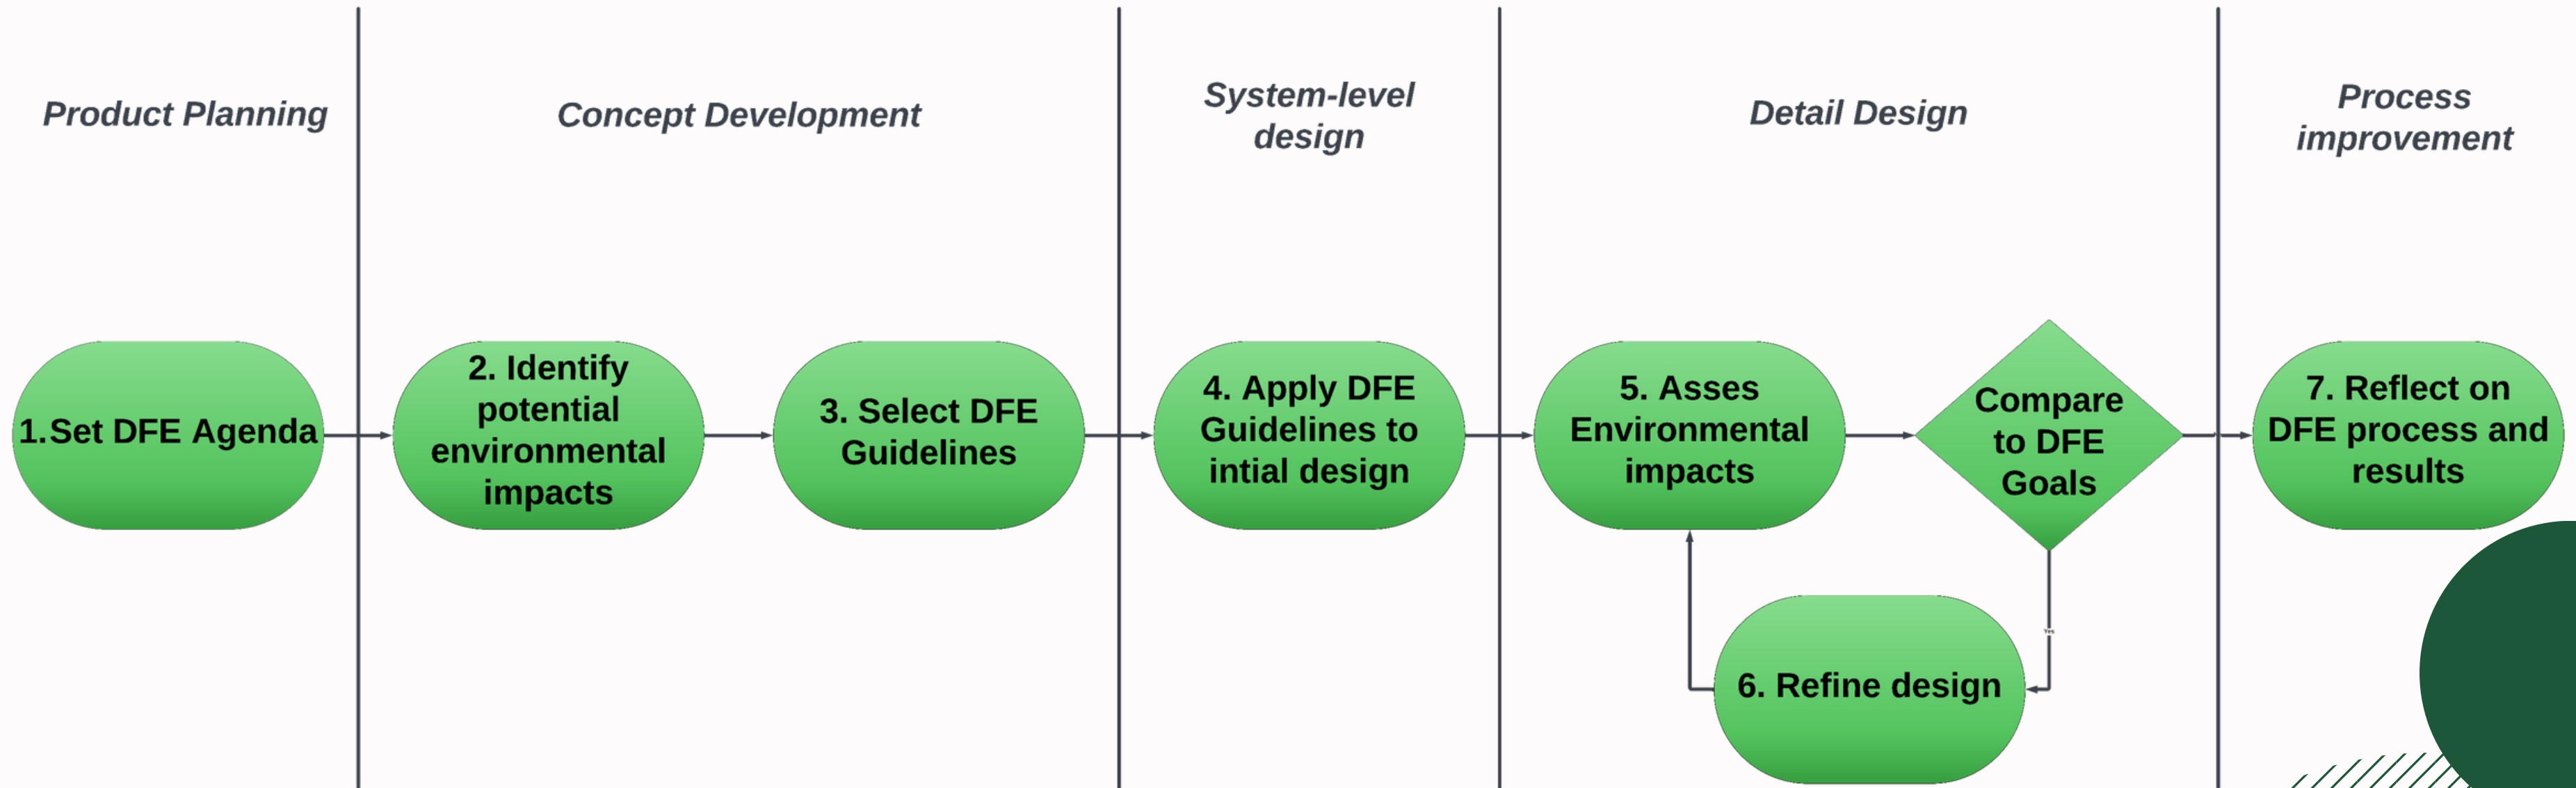 Product Planning
Concept Development
System-level
design
Detail Design
Process
improvement
1.Set DFE Agenda
2. Identify
potential
environmental
impacts
3. Select DFE
Guidelines
4. Apply DFE
Guidelines to
intial design
5. Asses
Environmental
impacts
Compare
to DFE
Goals
Yes
6. Refine design
7. Reflect on
DFE process and
results